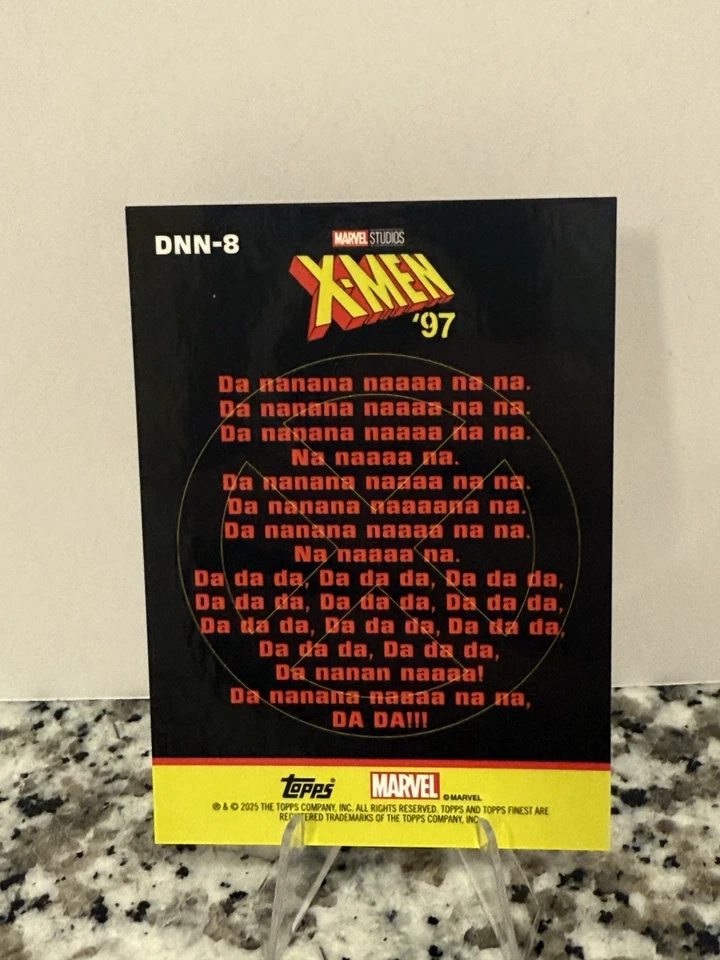 DNN-8
MARVEL STUDIOS
X-MEN
'97
Da nanana naaaa na na.
Da nanana naaaa na na.
Da nanana naaaa na na.
Na naaaa na.
Da nanana naaaa na na.
Da nanana naaaana na.
Da nanana naaaa na na.
Na naaaa na.
Da da da, Da da da, Da da da,
Da da da, Da da da, Da da da,
Da da da, Da da da, Da da da,
Da da da, Da da da,
Da nanan naaaa!
Da nanana naaaa na na,
DA DA!!!
topps® MARVEL © MARVEL
® & © 2025 THE TOPPS COMPANY, INC. ALL RIGHTS RESERVED. TOPPS AND TOPPS FINEST ARE
REGISTERED TRADEMARKS OF THE TOPPS COMPANY, INC.